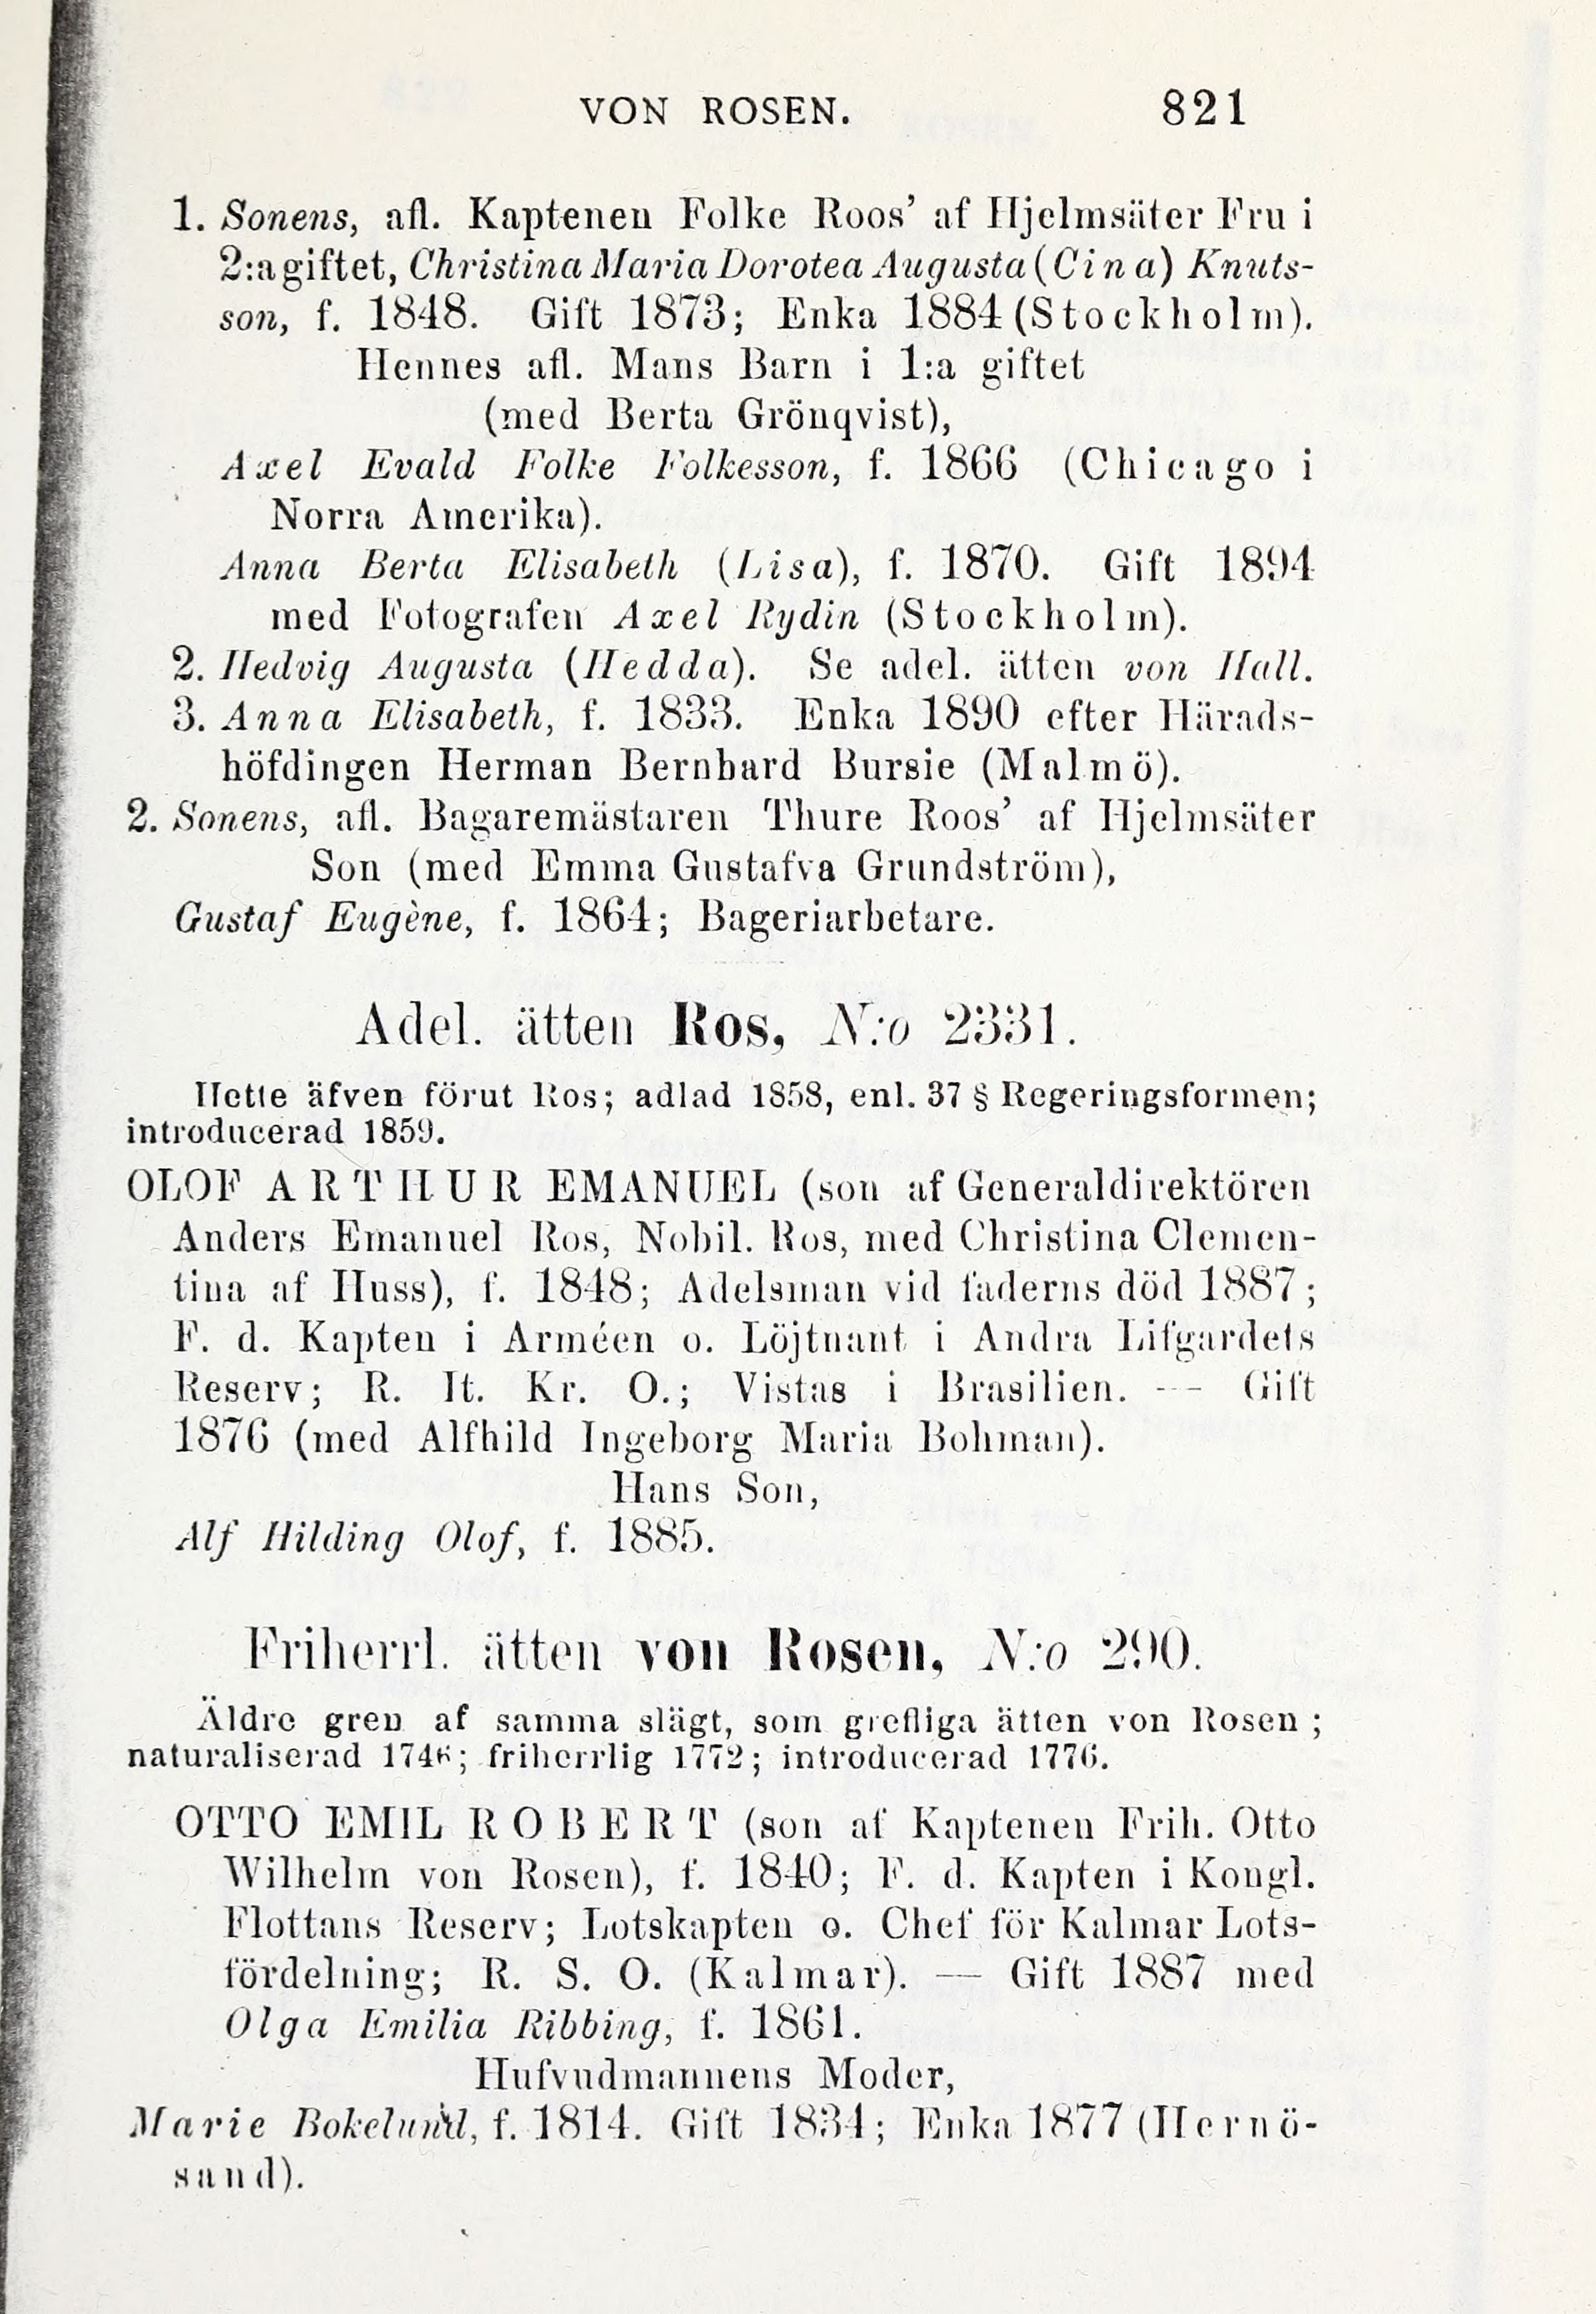 VON ROSEN. 821
1. Sonens, afl. Kaptenen Folke Roos' af Hjelmsäter Fru i
2:a giftet, Christina Maria Dorotea Augusta (Cina) Knuts-
son, f. 1848. Gift 1873; Enka 1884 (Stockholm).
Hennes afl. Mans Barn i 1:a giftet
(med Berta Grönqvist),
Axel Evald Folke Folkesson, f. 1866 (Chicago i
Norra Amerika).
Anna Berta Elisabeth (Lisa), f. 1870. Gift 1894
med Fotografen Axel Rydin (Stockholm).
2. Hedvig Augusta (Hedda). Se adel. ätten von Hall.
3. Anna Elisabeth, f. 1833. Enka 1890 efter Härads-
höfdingen Herman Bernhard Bursie (Malmö).
2. Sonens, afl. Bagaremästaren Thure Roos' af Hjelmsäter
Son (med Emma Gustafva Grundström),
Gustaf Eugène, f. 1864; Bageriarbetare.
Adel. ätten Ros, N:o 2331.
Hette äfven förut Ros; adlad 1858, enl. 37 § Regeringsformen;
introducerad 1859.
OLOF ARTHUR EMANUEL (son af Generaldirektören
Anders Emanuel Ros, Nobil. Ros, med Christina Clemen-
tina af Huss), f. 1848; Adelsman vid faderns död 1887;
F. d. Kapten i Arméen o. Löjtnant i Andra Lifgardets
Reserv; R. It. Kr. O.; Vistas i Brasilien. — Gift
1876 (med Alfhild Ingeborg Maria Bohman).
Hans Son,
Alf Hilding Olof, f. 1885.
Friherrl. ätten von Rosen, N:o 290.
Äldre gren af samma slägt, som grefliga ätten von Rosen;
naturaliserad 1746; friherrlig 1772; introducerad 1776.
OTTO EMIL ROBERT (son af Kaptenen Frih. Otto
Wilhelm von Rosen), f. 1840; F. d. Kapten i Kongl.
Flottans Reserv; Lotskapten o. Chef för Kalmar Lots-
fördelning; R. S. O. (Kalmar). — Gift 1887 med
Olga Emilia Ribbing, f. 1861.
Hufvudmannens Moder,
Marie Bokelund, f. 1814. Gift 1834; Enka 1877 (Hernö-
sand).